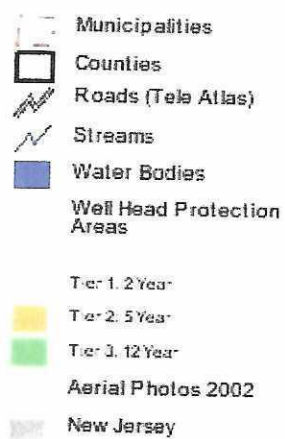 Municipalities
Counties
Roads (Tele Atlas)
Streams
Water Bodies
Well Head Protection
Areas
Tier 1, 2 Year
Tier 2, 5 Year
Tier 3, 12 Year
Aerial Photos 2002
New Jersey